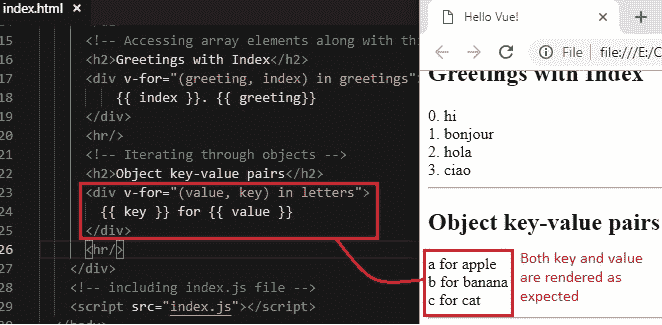 index.html
</div>
15 <!-- Accessing array elements along with thi
16 <h2>Greetings with Index</h2>
17 <div v-for="(greeting, index) in greetings"
18 {{ index }}. {{ greeting}}
19 </div>
20 <hr/>
21 <!-- Iterating through objects -->
22 <h2>Object key-value pairs</h2>
23 <div v-for="(value, key) in letters">
24 {{ key }} for {{ value }}
25 </div>
26 <hr/>
27 </div>
28 <!-- including index.js file -->
29 <script src="index.js"></script>
Hello Vue!
File file:///E:/C
Greetings with Index
0. hi
1. bonjour
2. hola
3. ciao
Object key-value pairs
a for apple
b for banana
c for cat
Both key and value
are rendered as
expected